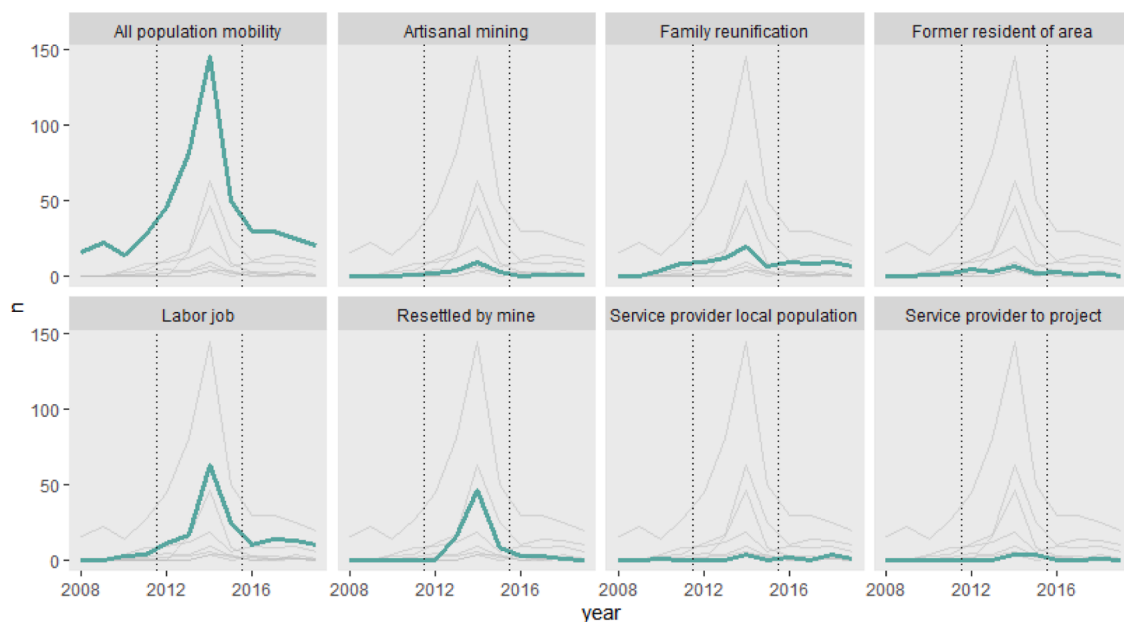 All population mobility
Artisanal mining
Family reunification
Former resident of area
150
100
50
0
n
Labor job
Resettled by mine
Service provider local population
Service provider to project
150
100
50
0
2008 2012 2016
2008 2012 2016
2008 2012 2016
2008 2012 2016
year